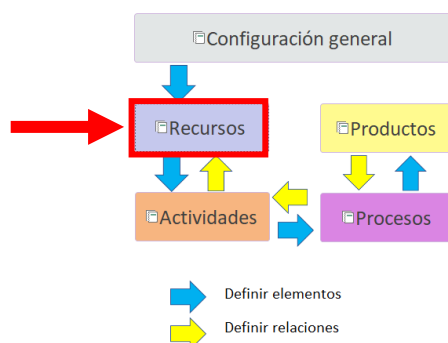 Configuración general
Recursos
Productos
Actividades
Procesos
Definir elementos
Definir relaciones